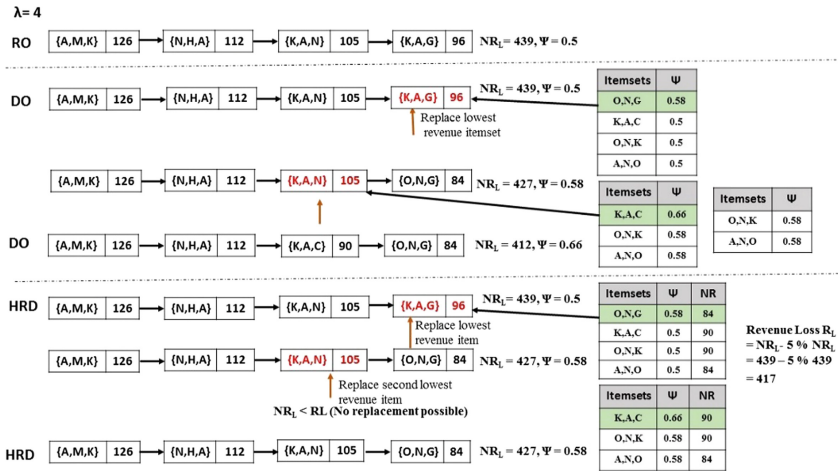 λ= 4
RO {A,M,K} 126 {N,H,A} 112 {K,A,N} 105 {K,A,G} 96 NR_L = 439, Ψ = 0.5
DO {A,M,K} 126 {N,H,A} 112 {K,A,N} 105 {K,A,G} 96 NR_L = 439, Ψ = 0.5
Replace lowest
revenue itemset
Itemsets Ψ
O,N,G 0.58
K,A,C 0.5
O,N,K 0.5
A,N,O 0.5
{A,M,K} 126 {N,H,A} 112 {K,A,N} 105 {O,N,G} 84 NR_L = 427, Ψ = 0.58
Itemsets Ψ
K,A,C 0.66
O,N,K 0.58
A,N,O 0.58
Itemsets Ψ
O,N,K 0.58
A,N,O 0.58
DO {A,M,K} 126 {N,H,A} 112 {K,A,C} 90 {O,N,G} 84 NR_L = 412, Ψ = 0.66
HRD {A,M,K} 126 {N,H,A} 112 {K,A,N} 105 {K,A,G} 96 NR_L = 439, Ψ = 0.5
Replace lowest
revenue item
Itemsets Ψ NR
O,N,G 0.58 84
K,A,C 0.5 90
O,N,K 0.5 90
A,N,O 0.5 84
Revenue Loss R_L
= NR_L- 5 % NR_L
= 439 – 5 % 439
= 417
{A,M,K} 126 {N,H,A} 112 {K,A,N} 105 {O,N,G} 84 NR_L = 427, Ψ = 0.58
Replace second lowest
revenue item
NR_L < RL (No replacement possible)
Itemsets Ψ NR
K,A,C 0.66 90
O,N,K 0.58 90
A,N,O 0.58 84
HRD {A,M,K} 126 {N,H,A} 112 {K,A,N} 105 {O,N,G} 84 NR_L = 427, Ψ = 0.58